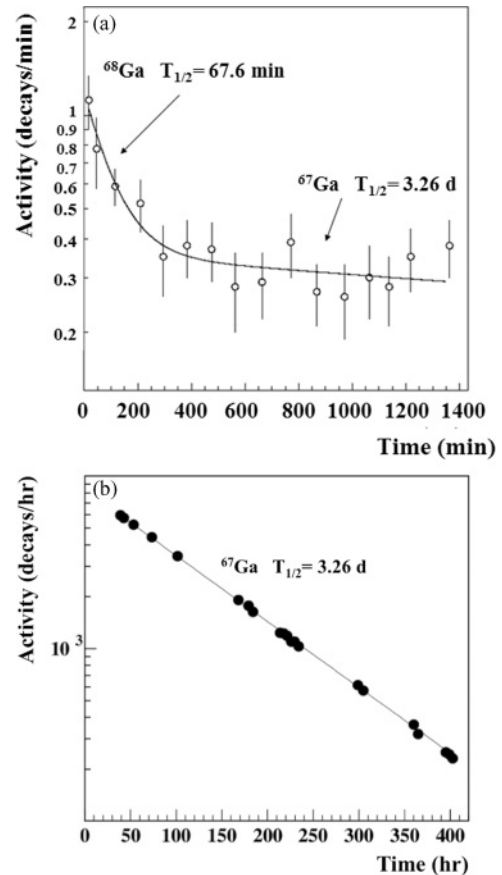 (a)
2
1
0.9
0.8
0.7
0.6
0.5
0.4
0.3
0.2
Activity (decays/min)
⁶⁸Ga T₁/₂= 67.6 min
⁶⁷Ga
T₁/₂= 3.26 d
0 200 400 600 800 1000 1200 1400
Time (min)
(b)
Activity (decays/hr)
10³
⁶⁷Ga T₁/₂= 3.26 d
0 50 100 150 200 250 300 350 400
Time (hr)